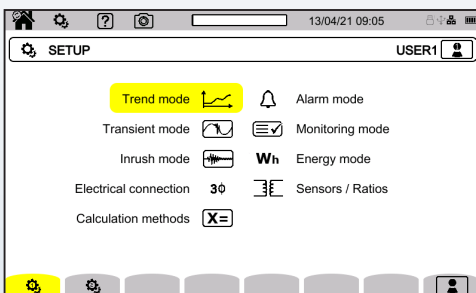 ? 13/04/21 09:05
SETUP USER1
Trend mode Alarm mode
Transient mode Monitoring mode
Inrush mode Wh Energy mode
Electrical connection 3ϕ Sensors / Ratios
Calculation methods X=